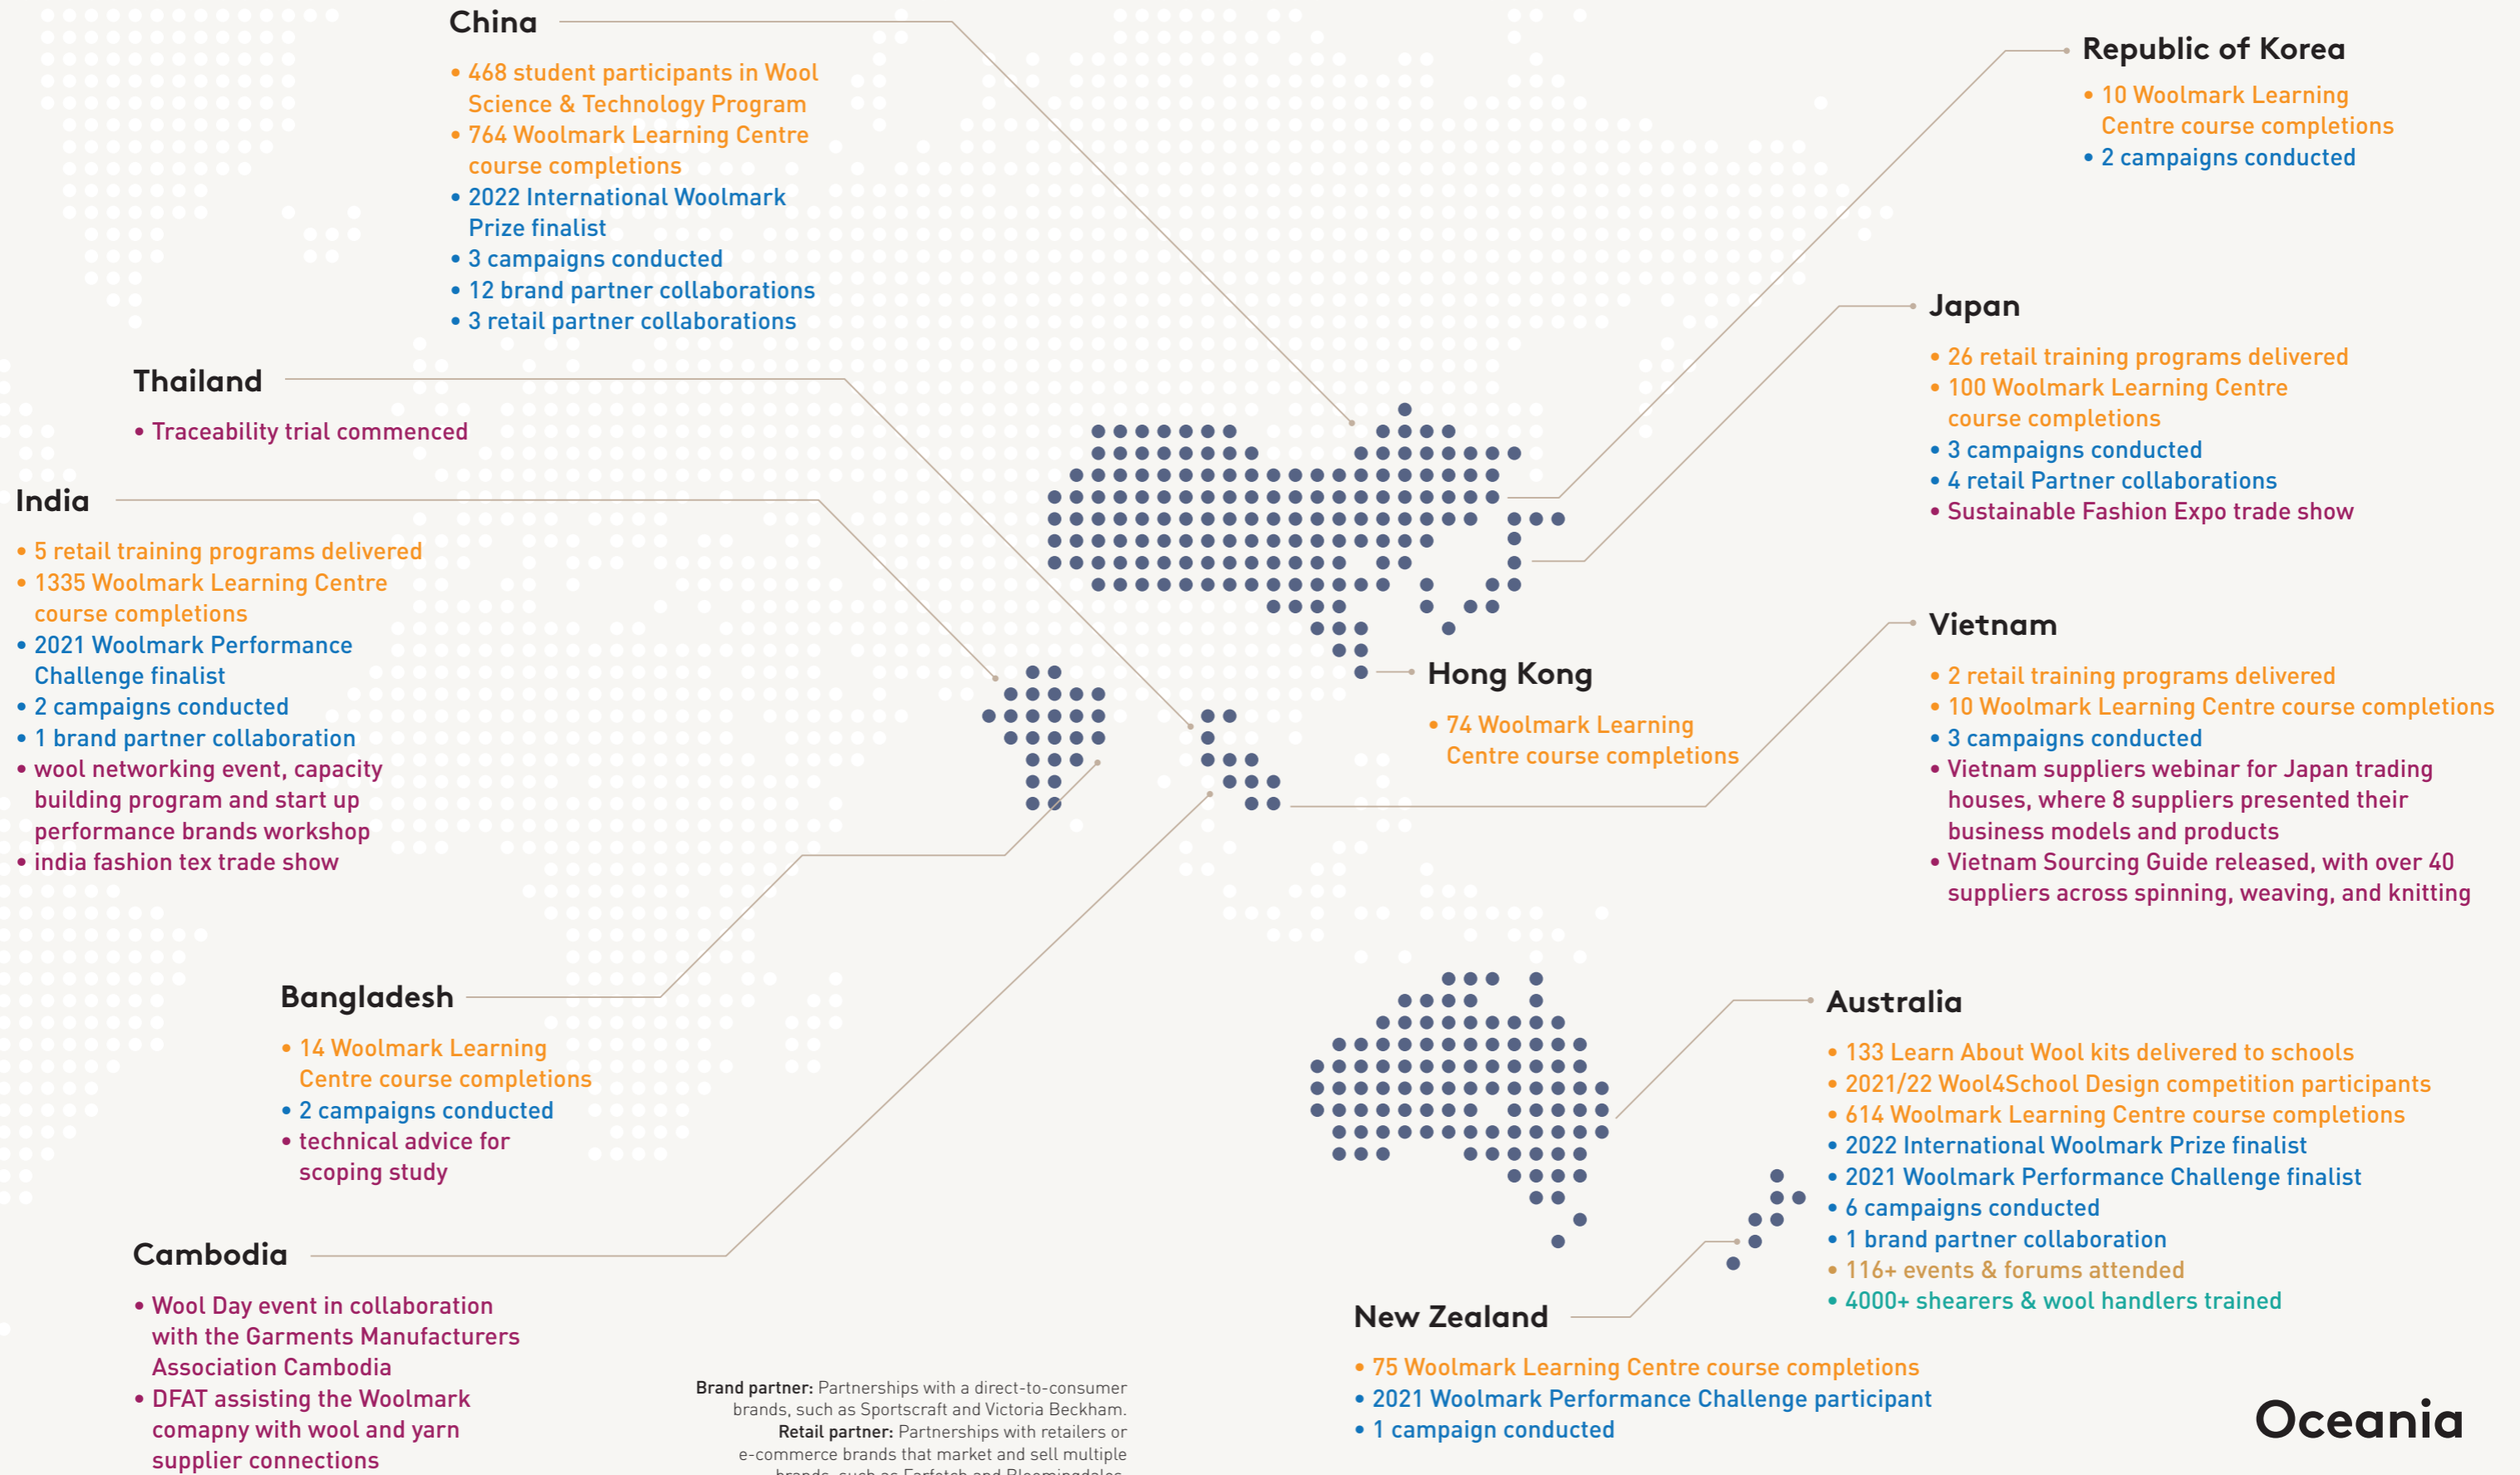 China
• 468 student participants in Wool
Science & Technology Program
• 764 Woolmark Learning Centre
course completions
• 2022 International Woolmark
Prize finalist
• 3 campaigns conducted
• 12 brand partner collaborations
• 3 retail partner collaborations
Republic of Korea
• 10 Woolmark Learning
Centre course completions
• 2 campaigns conducted
Japan
• 26 retail training programs delivered
• 100 Woolmark Learning Centre
course completions
• 3 campaigns conducted
• 4 retail Partner collaborations
• Sustainable Fashion Expo trade show
Thailand
• Traceability trial commenced
India
• 5 retail training programs delivered
• 1335 Woolmark Learning Centre
course completions
• 2021 Woolmark Performance
Challenge finalist
• 2 campaigns conducted
• 1 brand partner collaboration
• wool networking event, capacity
building program and start up
performance brands workshop
• india fashion tex trade show
Hong Kong
• 74 Woolmark Learning
Centre course completions
Vietnam
• 2 retail training programs delivered
• 10 Woolmark Learning Centre course completions
• 3 campaigns conducted
• Vietnam suppliers webinar for Japan trading
houses, where 8 suppliers presented their
business models and products
• Vietnam Sourcing Guide released, with over 40
suppliers across spinning, weaving, and knitting
Bangladesh
• 14 Woolmark Learning
Centre course completions
• 2 campaigns conducted
• technical advice for
scoping study
Australia
• 133 Learn About Wool kits delivered to schools
• 2021/22 Wool4School Design competition participants
• 614 Woolmark Learning Centre course completions
• 2022 International Woolmark Prize finalist
• 2021 Woolmark Performance Challenge finalist
• 6 campaigns conducted
• 1 brand partner collaboration
• 116+ events & forums attended
• 4000+ shearers & wool handlers trained
Cambodia
• Wool Day event in collaboration
with the Garments Manufacturers
Association Cambodia
• DFAT assisting the Woolmark
comapny with wool and yarn
supplier connections
New Zealand
• 75 Woolmark Learning Centre course completions
• 2021 Woolmark Performance Challenge participant
• 1 campaign conducted
Brand partner: Partnerships with a direct-to-consumer
brands, such as Sportscraft and Victoria Beckham.
Retail partner: Partnerships with retailers or
e-commerce brands that market and sell multiple
brands, such as Farfetch and Bloomingdales.
Oceania